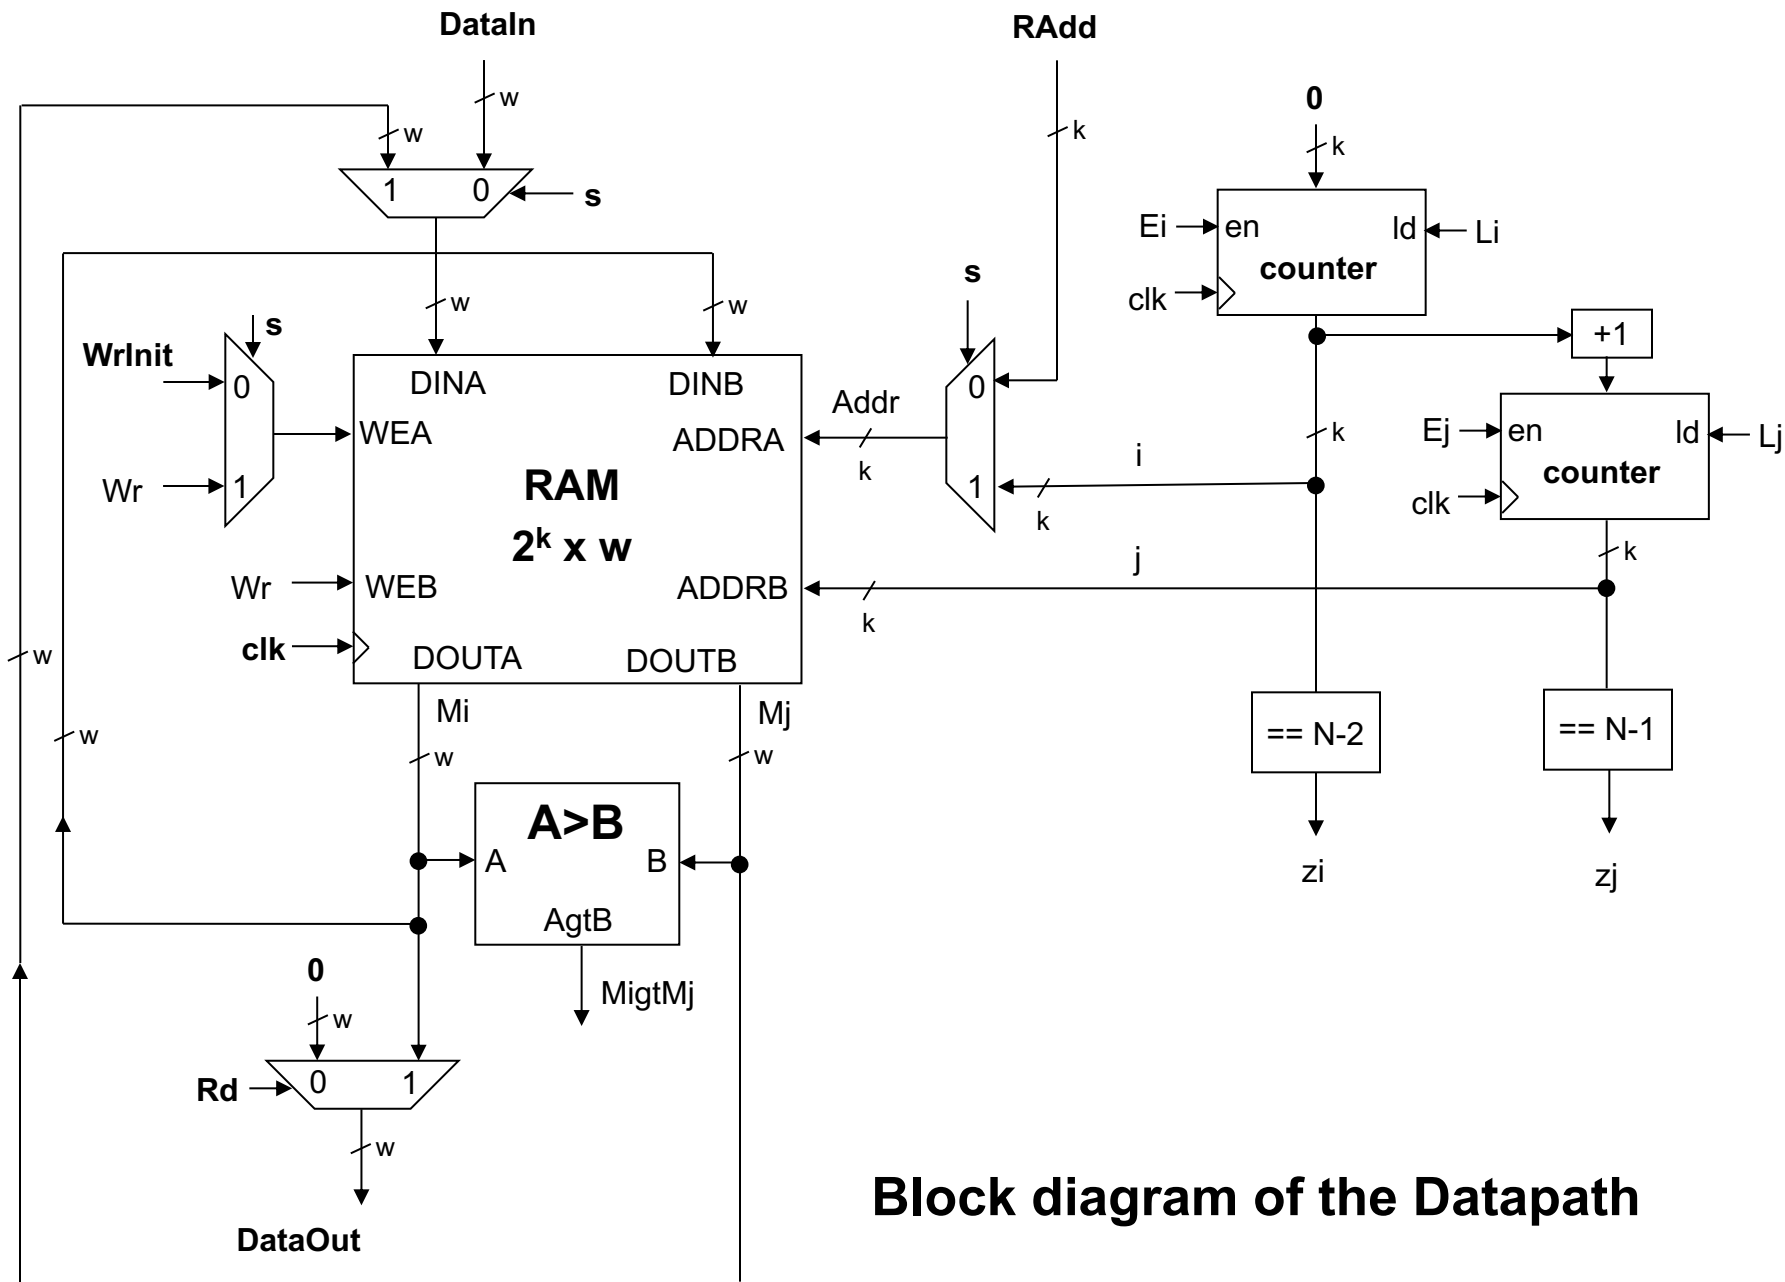 DataIn
RAdd
0
w
w
k
k
1 0
s
Ei
en
ld
Li
counter
clk
s
s
w
w
+1
WrInit
0
DINA
DINB
0
Addr
WEA
ADDRA
k
k
Ej
en
ld
Lj
counter
clk
i
Wr
1
RAM
2ᵏ x w
1
k
k
j
Wr
WEB
ADDRB
k
clk
DOUTA
DOUTB
w
Mi
Mj
w
w
w
== N-2
== N-1
A>B
A
B
AgtB
zi
zj
0
MigtMj
w
Rd
0 1
w
DataOut
Block diagram of the Datapath